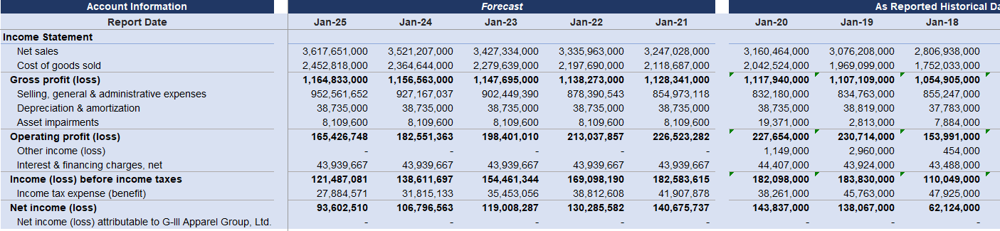 Account Information Forecast As Reported Historical Da
Report Date Jan-25 Jan-24 Jan-23 Jan-22 Jan-21 Jan-20 Jan-19 Jan-18
Income Statement
Net sales 3,617,651,000 3,521,207,000 3,427,334,000 3,335,963,000 3,247,028,000 3,160,464,000 3,076,208,000 2,806,938,000
Cost of goods sold 2,452,818,000 2,364,644,000 2,279,639,000 2,197,690,000 2,118,687,000 2,042,524,000 1,969,099,000 1,752,033,000
Gross profit (loss) 1,164,833,000 1,156,563,000 1,147,695,000 1,138,273,000 1,128,341,000 1,117,940,000 1,107,109,000 1,054,905,000
Selling, general & administrative expenses 952,561,652 927,167,037 902,449,390 878,390,543 854,973,118 832,180,000 834,763,000 855,247,000
Depreciation & amortization 38,735,000 38,735,000 38,735,000 38,735,000 38,735,000 38,735,000 38,819,000 37,783,000
Asset impairments 8,109,600 8,109,600 8,109,600 8,109,600 8,109,600 19,371,000 2,813,000 7,884,000
Operating profit (loss) 165,426,748 182,551,363 198,401,010 213,037,857 226,523,282 227,654,000 230,714,000 153,991,000
Other income (loss) - - - - - 1,149,000 2,960,000 454,000
Interest & financing charges, net 43,939,667 43,939,667 43,939,667 43,939,667 43,939,667 44,407,000 43,924,000 43,488,000
Income (loss) before income taxes 121,487,081 138,611,697 154,461,344 169,098,190 182,583,615 182,098,000 183,830,000 110,049,000
Income tax expense (benefit) 27,884,571 31,815,133 35,453,056 38,812,608 41,907,878 38,261,000 45,763,000 47,925,000
Net income (loss) 93,602,510 106,796,563 119,008,287 130,285,582 140,675,737 143,837,000 138,067,000 62,124,000
Net income (loss) attributable to G-III Apparel Group, Ltd. - - - - - - - -